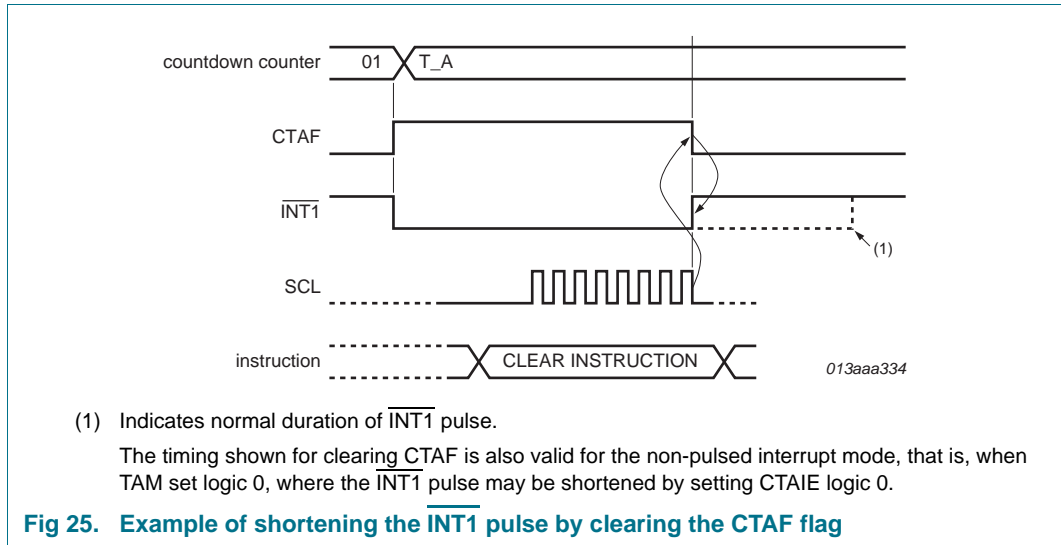 countdown counter 01 T_A
CTAF
INT1
(1)
SCL
instruction CLEAR INSTRUCTION
013aaa334
(1) Indicates normal duration of INT1 pulse.
The timing shown for clearing CTAF is also valid for the non-pulsed interrupt mode, that is, when
TAM set logic 0, where the INT1 pulse may be shortened by setting CTAIE logic 0.
Fig 25. Example of shortening the INT1 pulse by clearing the CTAF flag